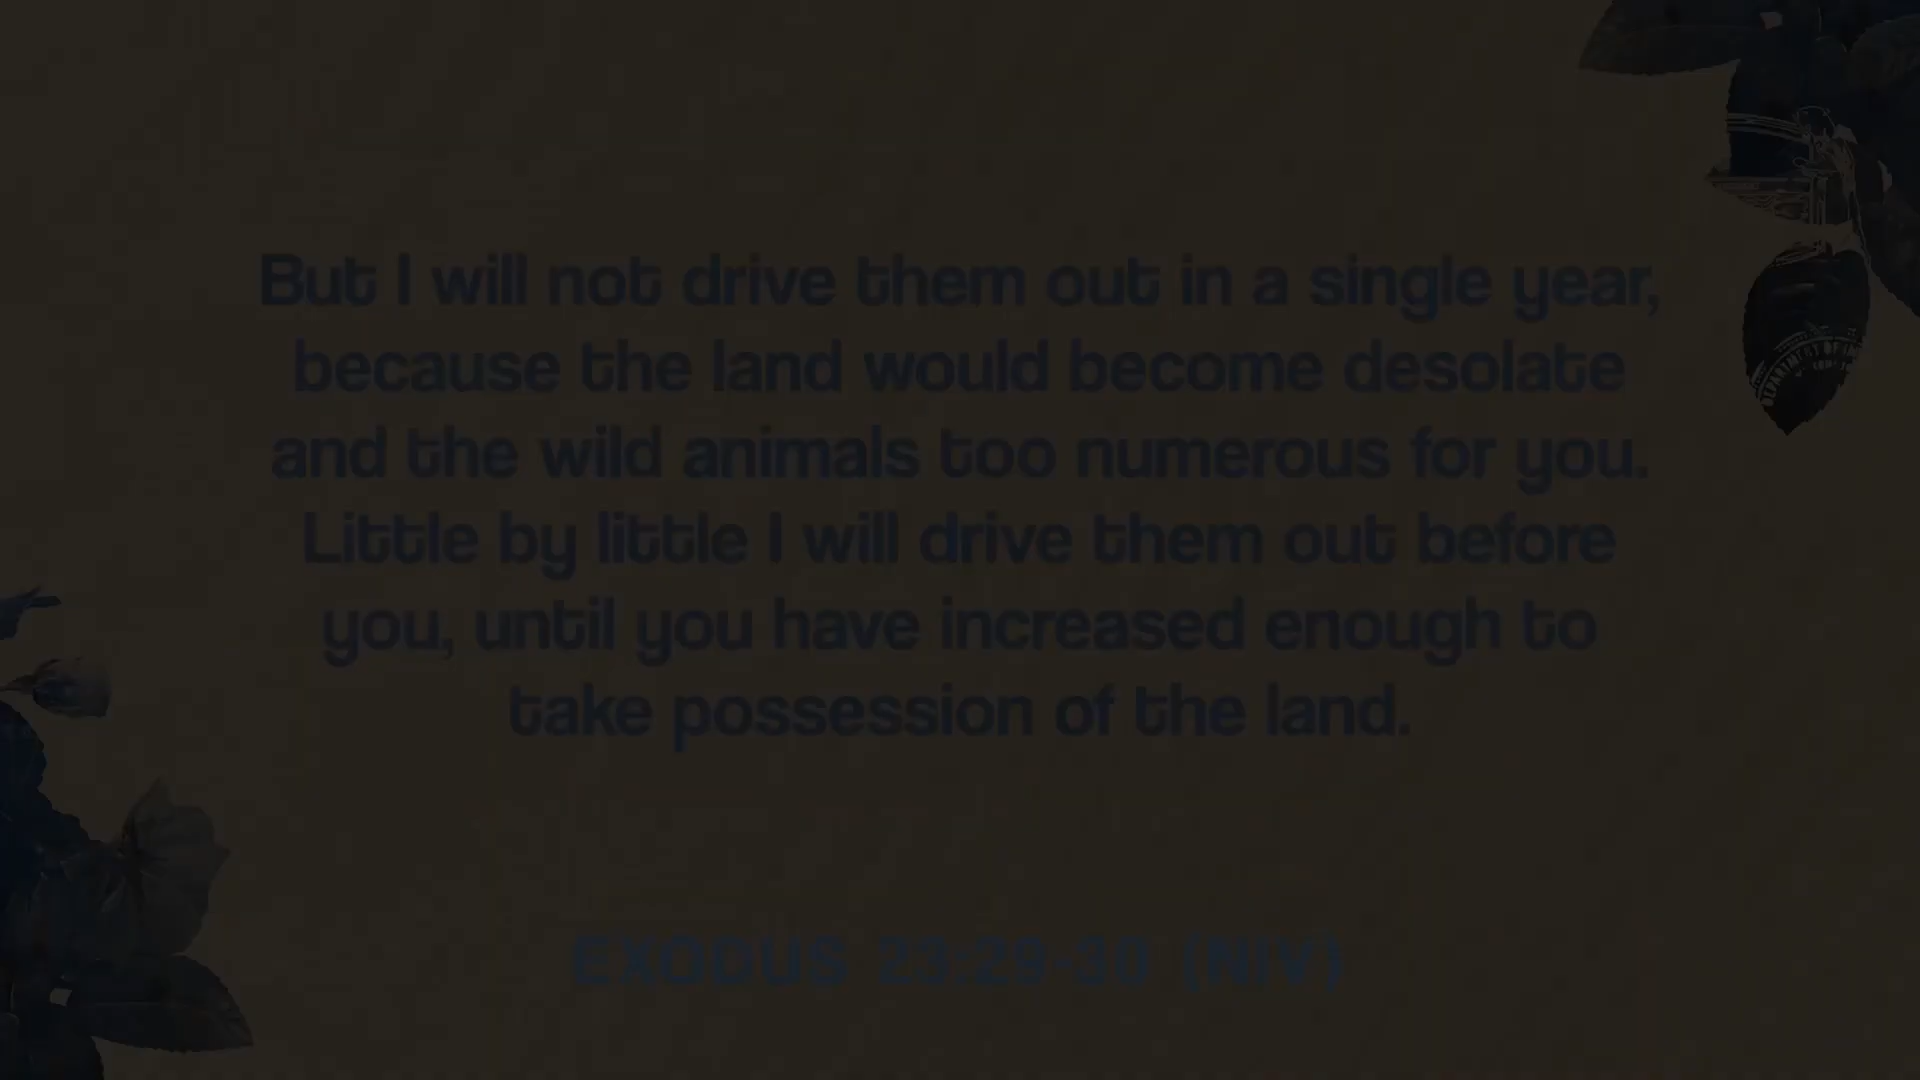 But I will not drive them out in a single year,
because the land would become desolate
and the wild animals too numerous for you.
Little by little I will drive them out before
you, until you have increased enough to
take possession of the land.
EXODUS 23:29-30 (NIV)
DEPARTMENT OF